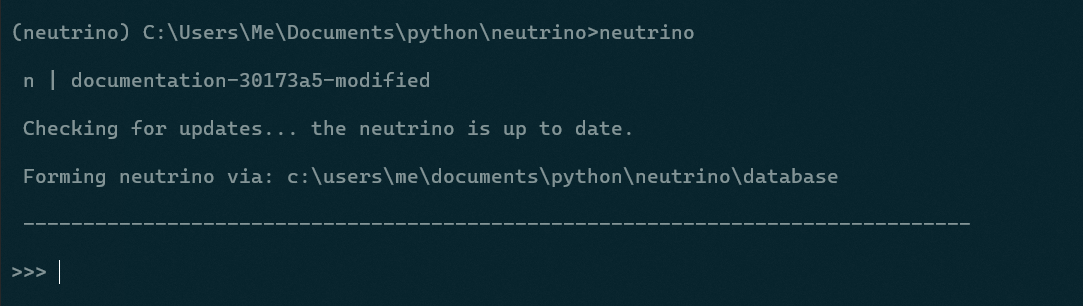 (neutrino) C:\Users\Me\Documents\python\neutrino>neutrino
n | documentation-30173a5-modified
Checking for updates... the neutrino is up to date.
Forming neutrino via: c:\users\me\documents\python\neutrino\database
-------------------------------------------------------------------------------
>>>